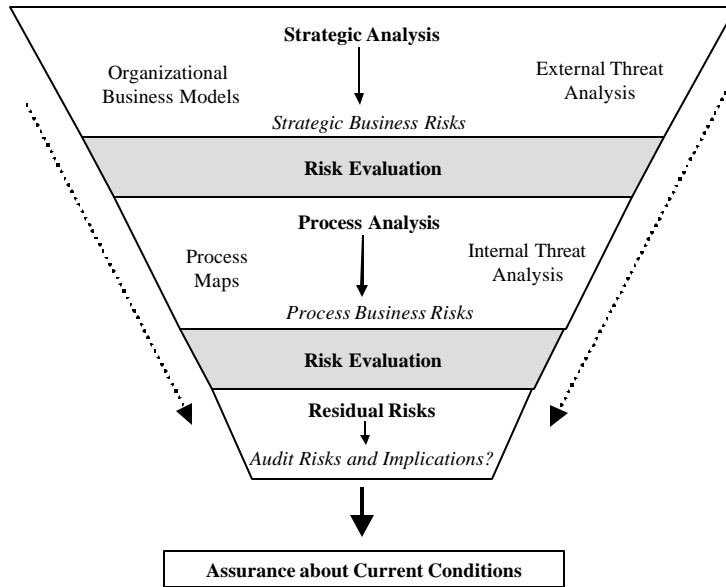 Strategic Analysis
Organizational
Business Models
External Threat
Analysis
Strategic Business Risks
Risk Evaluation
Process Analysis
Process
Maps
Internal Threat
Analysis
Process Business Risks
Risk Evaluation
Residual Risks
Audit Risks and Implications?
Assurance about Current Conditions